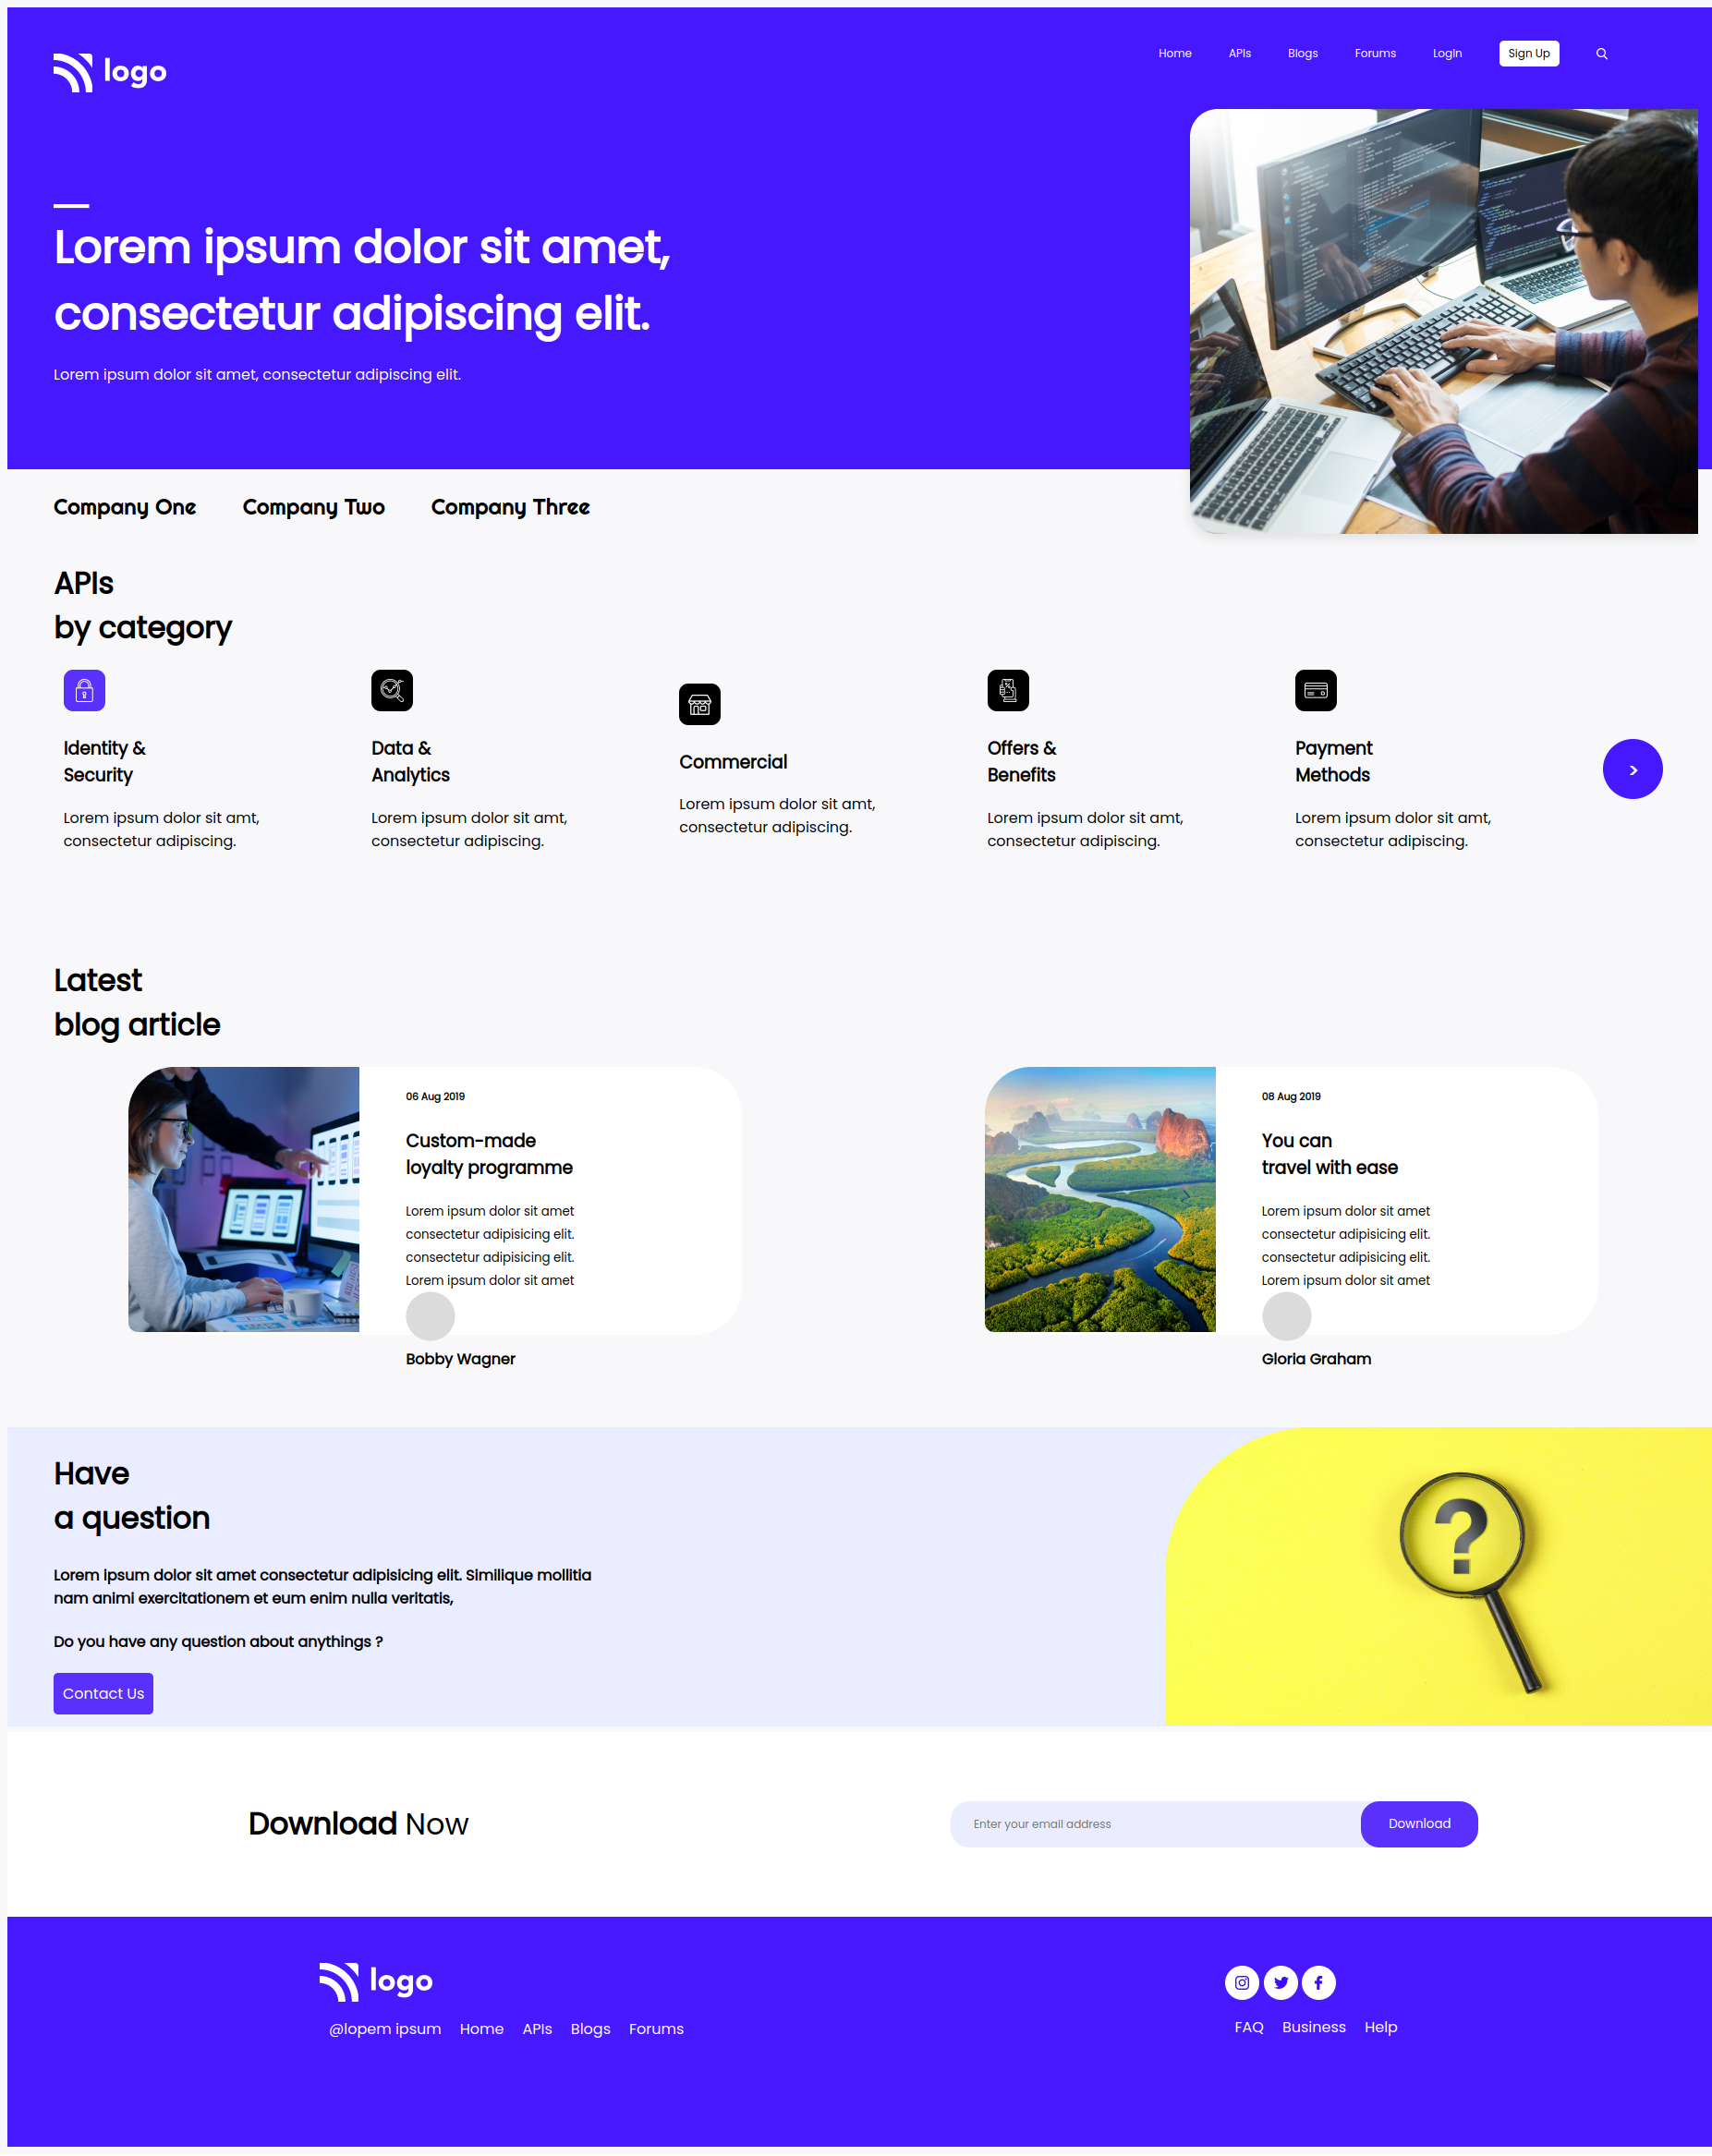 logo
Home APIs Blogs Forums LogIn Sign Up
Lorem ipsum dolor sit amet,
consectetur adipiscing elit.
Lorem ipsum dolor sit amet, consectetur adipiscing elit.
Company One Company Two Company Three
APIs
by category
Identity &
Security
Lorem ipsum dolor sit amt,
consectetur adipiscing.
Data &
Analytics
Lorem ipsum dolor sit amt,
consectetur adipiscing.
Commercial
Lorem ipsum dolor sit amt,
consectetur adipiscing.
Offers &
Benefits
Lorem ipsum dolor sit amt,
consectetur adipiscing.
Payment
Methods
Lorem ipsum dolor sit amt,
consectetur adipiscing.
>
Latest
blog article
06 Aug 2019
Custom-made
loyalty programme
Lorem ipsum dolor sit amet
consectetur adipisicing elit.
consectetur adipisicing elit.
Lorem ipsum dolor sit amet
Bobby Wagner
08 Aug 2019
You can
travel with ease
Lorem ipsum dolor sit amet
consectetur adipisicing elit.
consectetur adipisicing elit.
Lorem ipsum dolor sit amet
Gloria Graham
Have
a question
Lorem ipsum dolor sit amet consectetur adipisicing elit. Similique mollitia
nam animi exercitationem et eum enim nulla veritatis,
Do you have any question about anythings ?
Contact Us
?
Download Now
Enter your email address
Download
logo
@lopem ipsum Home APIs Blogs Forums
FAQ Business Help